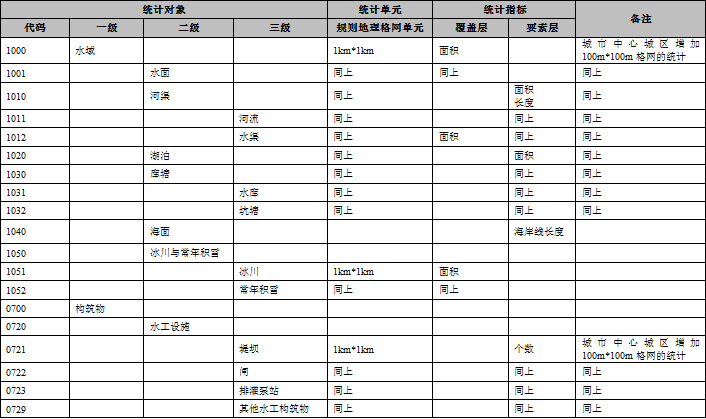 统计对象 统计单元 统计指标 备注
代码 一级 二级 三级 规则地理格网单元 覆盖层 要素层
1000 水域 1km*1km 面积 城市中心城区增加
100m*100m格网的统计
1001 水面 同上 同上 同上
1010 河渠 同上 面积 同上
长度
1011 河流 同上 同上 同上
1012 水渠 同上 面积 同上 同上
1020 湖泊 同上 面积 同上
1030 库塘 同上 同上 同上
1031 水库 同上 同上 同上
1032 坑塘 同上 同上 同上
1040 海面 海岸线长度
1050 冰川与常年积雪
1051 冰川 1km*1km 面积
1052 常年积雪 同上 同上
0700 构筑物
0720 水工设施
0721 堤坝 1km*1km 个数 城市中心城区增加
100m*100m格网的统计
0722 闸 同上 同上 同上
0723 排灌泵站 同上 同上 同上
0729 其他水工构筑物 同上 同上 同上